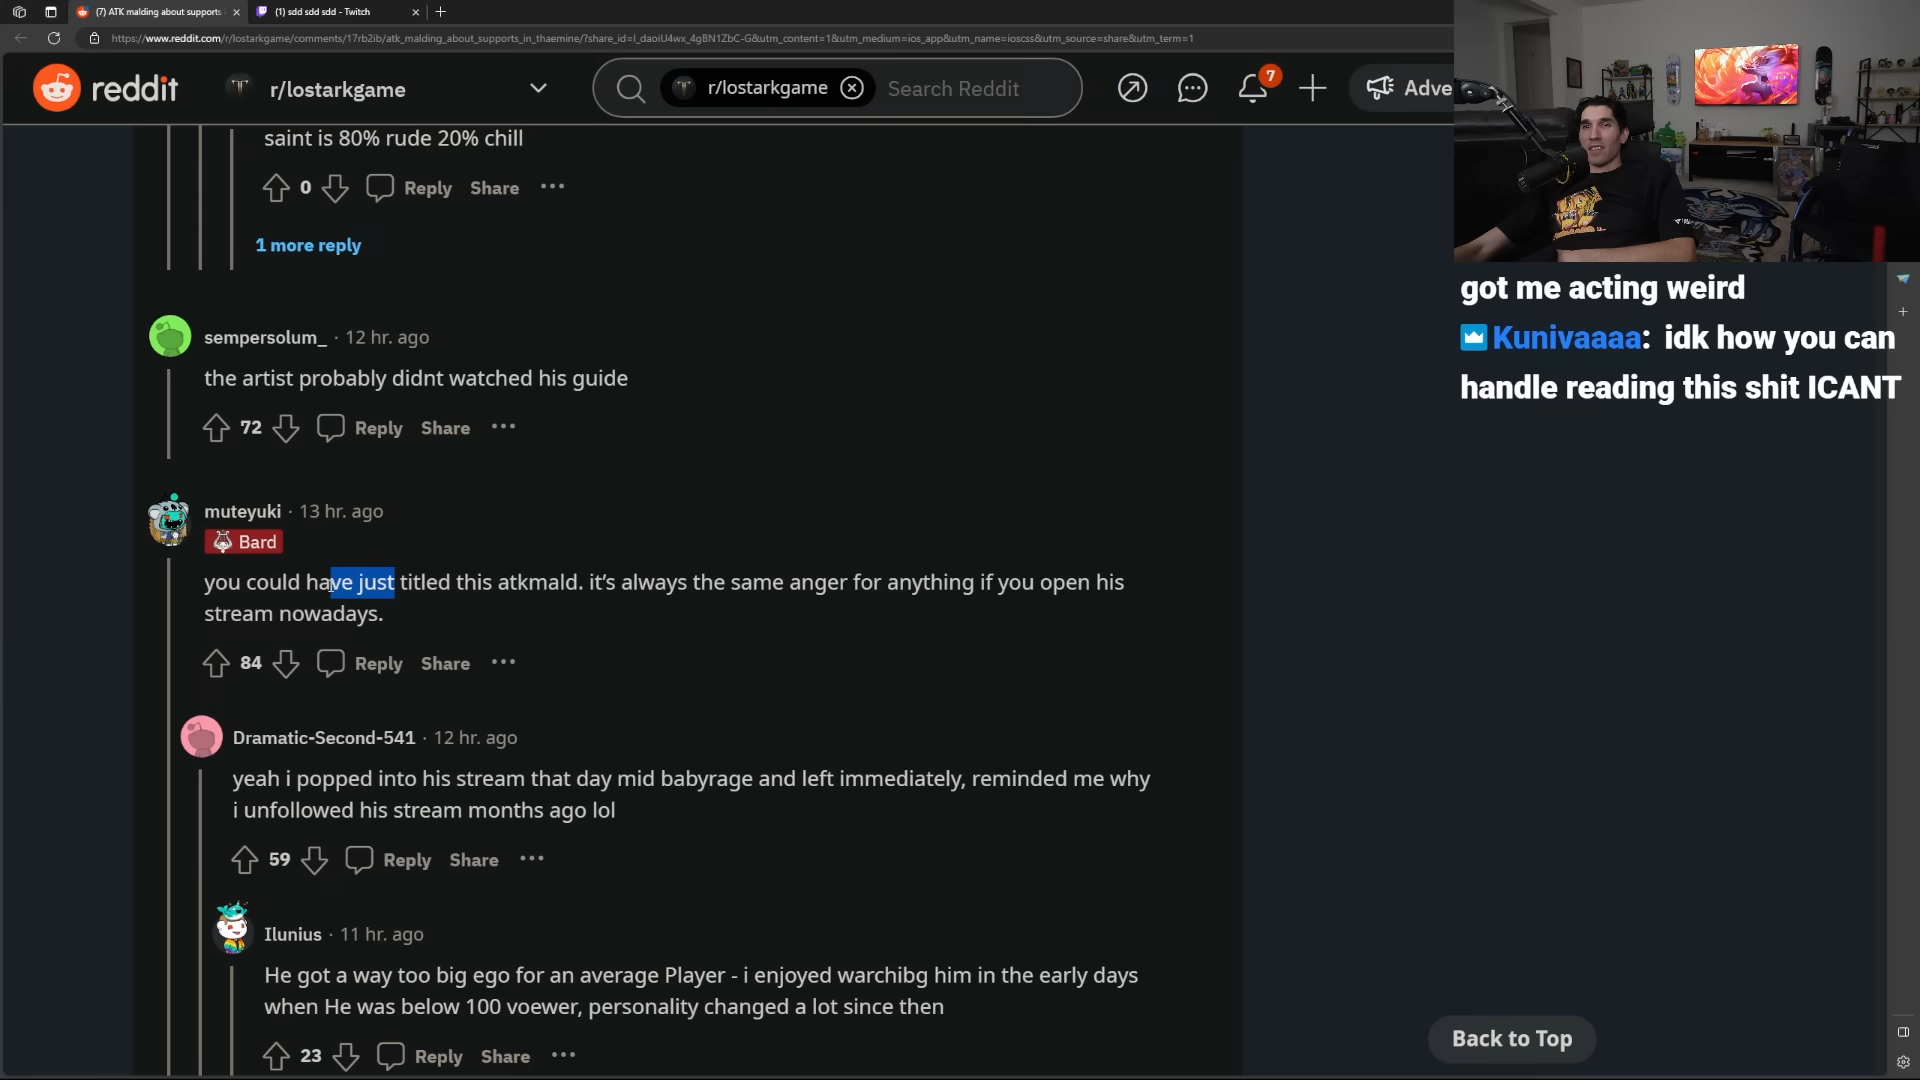 (7) ATK malding about supports
(1) sdd sdd sdd - Twitch
https://www.reddit.com/r/lostarkgame/comments/17rb2ib/atk_malding_about_supports_in_thaemine/?share_id=l_daoiU4wx_4gBN1ZbC-G&utm_content=1&utm_medium=ios_app&utm_name=ioscss&utm_source=share&utm_term=1
reddit
r/lostarkgame
r/lostarkgame
Search Reddit
7
Adve
saint is 80% rude 20% chill
0 Reply Share
1 more reply
sempersolum_ · 12 hr. ago
the artist probably didnt watched his guide
72 Reply Share
muteyuki · 13 hr. ago
Bard
you could have just titled this atkmald. it’s always the same anger for anything if you open his
stream nowadays.
84 Reply Share
Dramatic-Second-541 · 12 hr. ago
yeah i popped into his stream that day mid babyrage and left immediately, reminded me why
i unfollowed his stream months ago lol
59 Reply Share
Ilunius · 11 hr. ago
He got a way too big ego for an average Player - i enjoyed warchibg him in the early days
when He was below 100 voewer, personality changed a lot since then
23 Reply Share
Back to Top
got me acting weird
Kunivaaaa: idk how you can
handle reading this shit ICANT